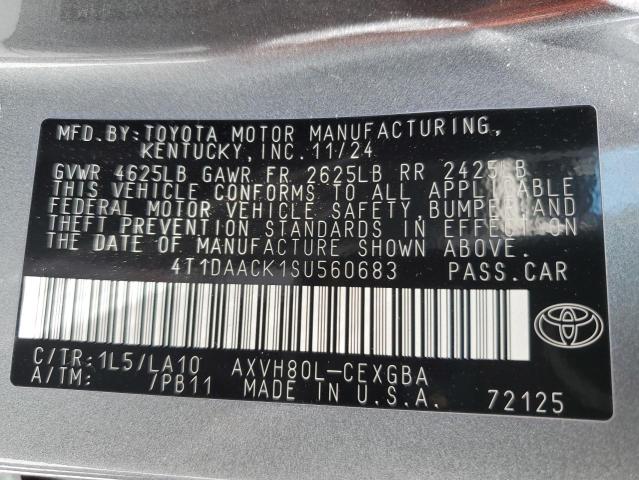 MFD.BY:TOYOTA MOTOR MANUFACTURING,
KENTUCKY,INC.11/24
GVWR 4625LB GAWR FR 2625LB RR 2425LB
THIS VEHICLE CONFORMS TO ALL APPLICABLE
FEDERAL MOTOR VEHICLE SAFETY,BUMPER,AND
THEFT PREVENTION STANDARDS IN EFFECT ON
THE DATE OF MANUFACTURE SHOWN ABOVE.
4T1DAACK1SU560683 PASS.CAR
C/TR:1L5/LA10 AXVH80L-CEXGBA
A/TM: /PB11 MADE IN U.S.A. 72125
TOYOTA